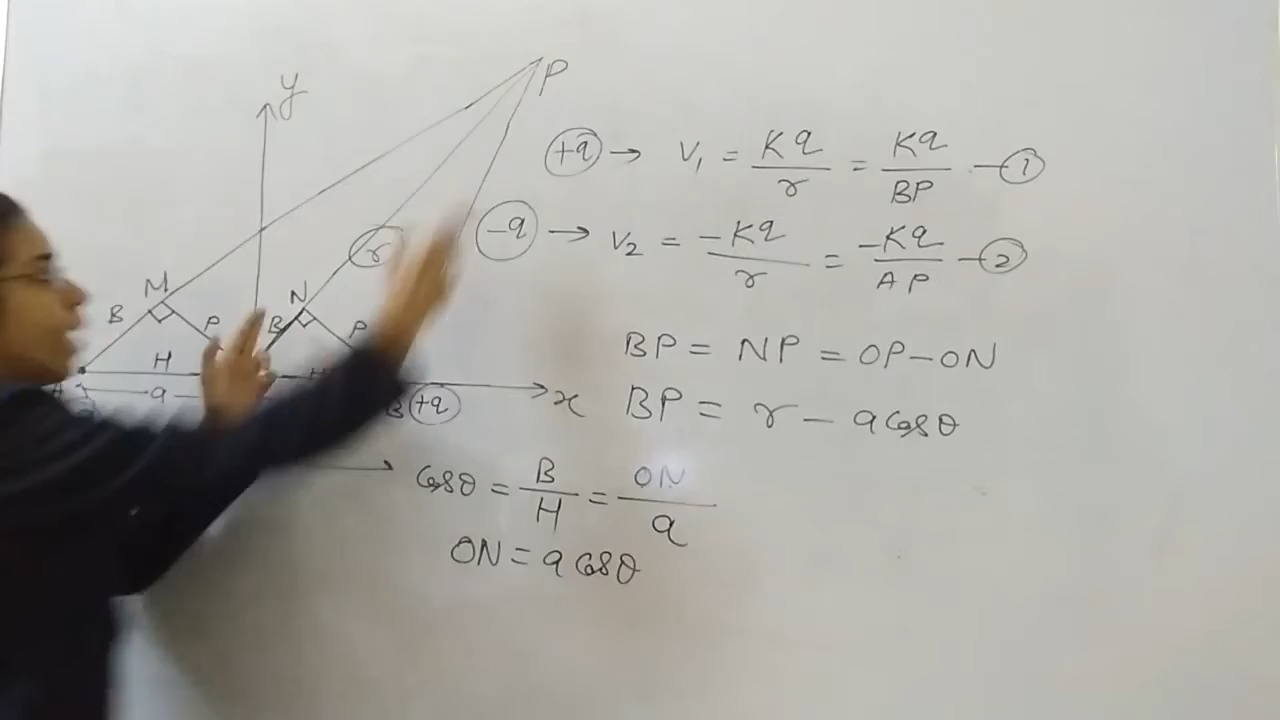 y
P
+q → V₁ = Kq/r = Kq/BP — ①
r
−q → V₂ = −Kq/r = −Kq/AP — ②
M
N
B
P
B
P
BP = NP = OP−ON
H
H
A
a
B +q
x
BP = r − a cosθ
cosθ = B/H = ON/a
ON = a cosθ